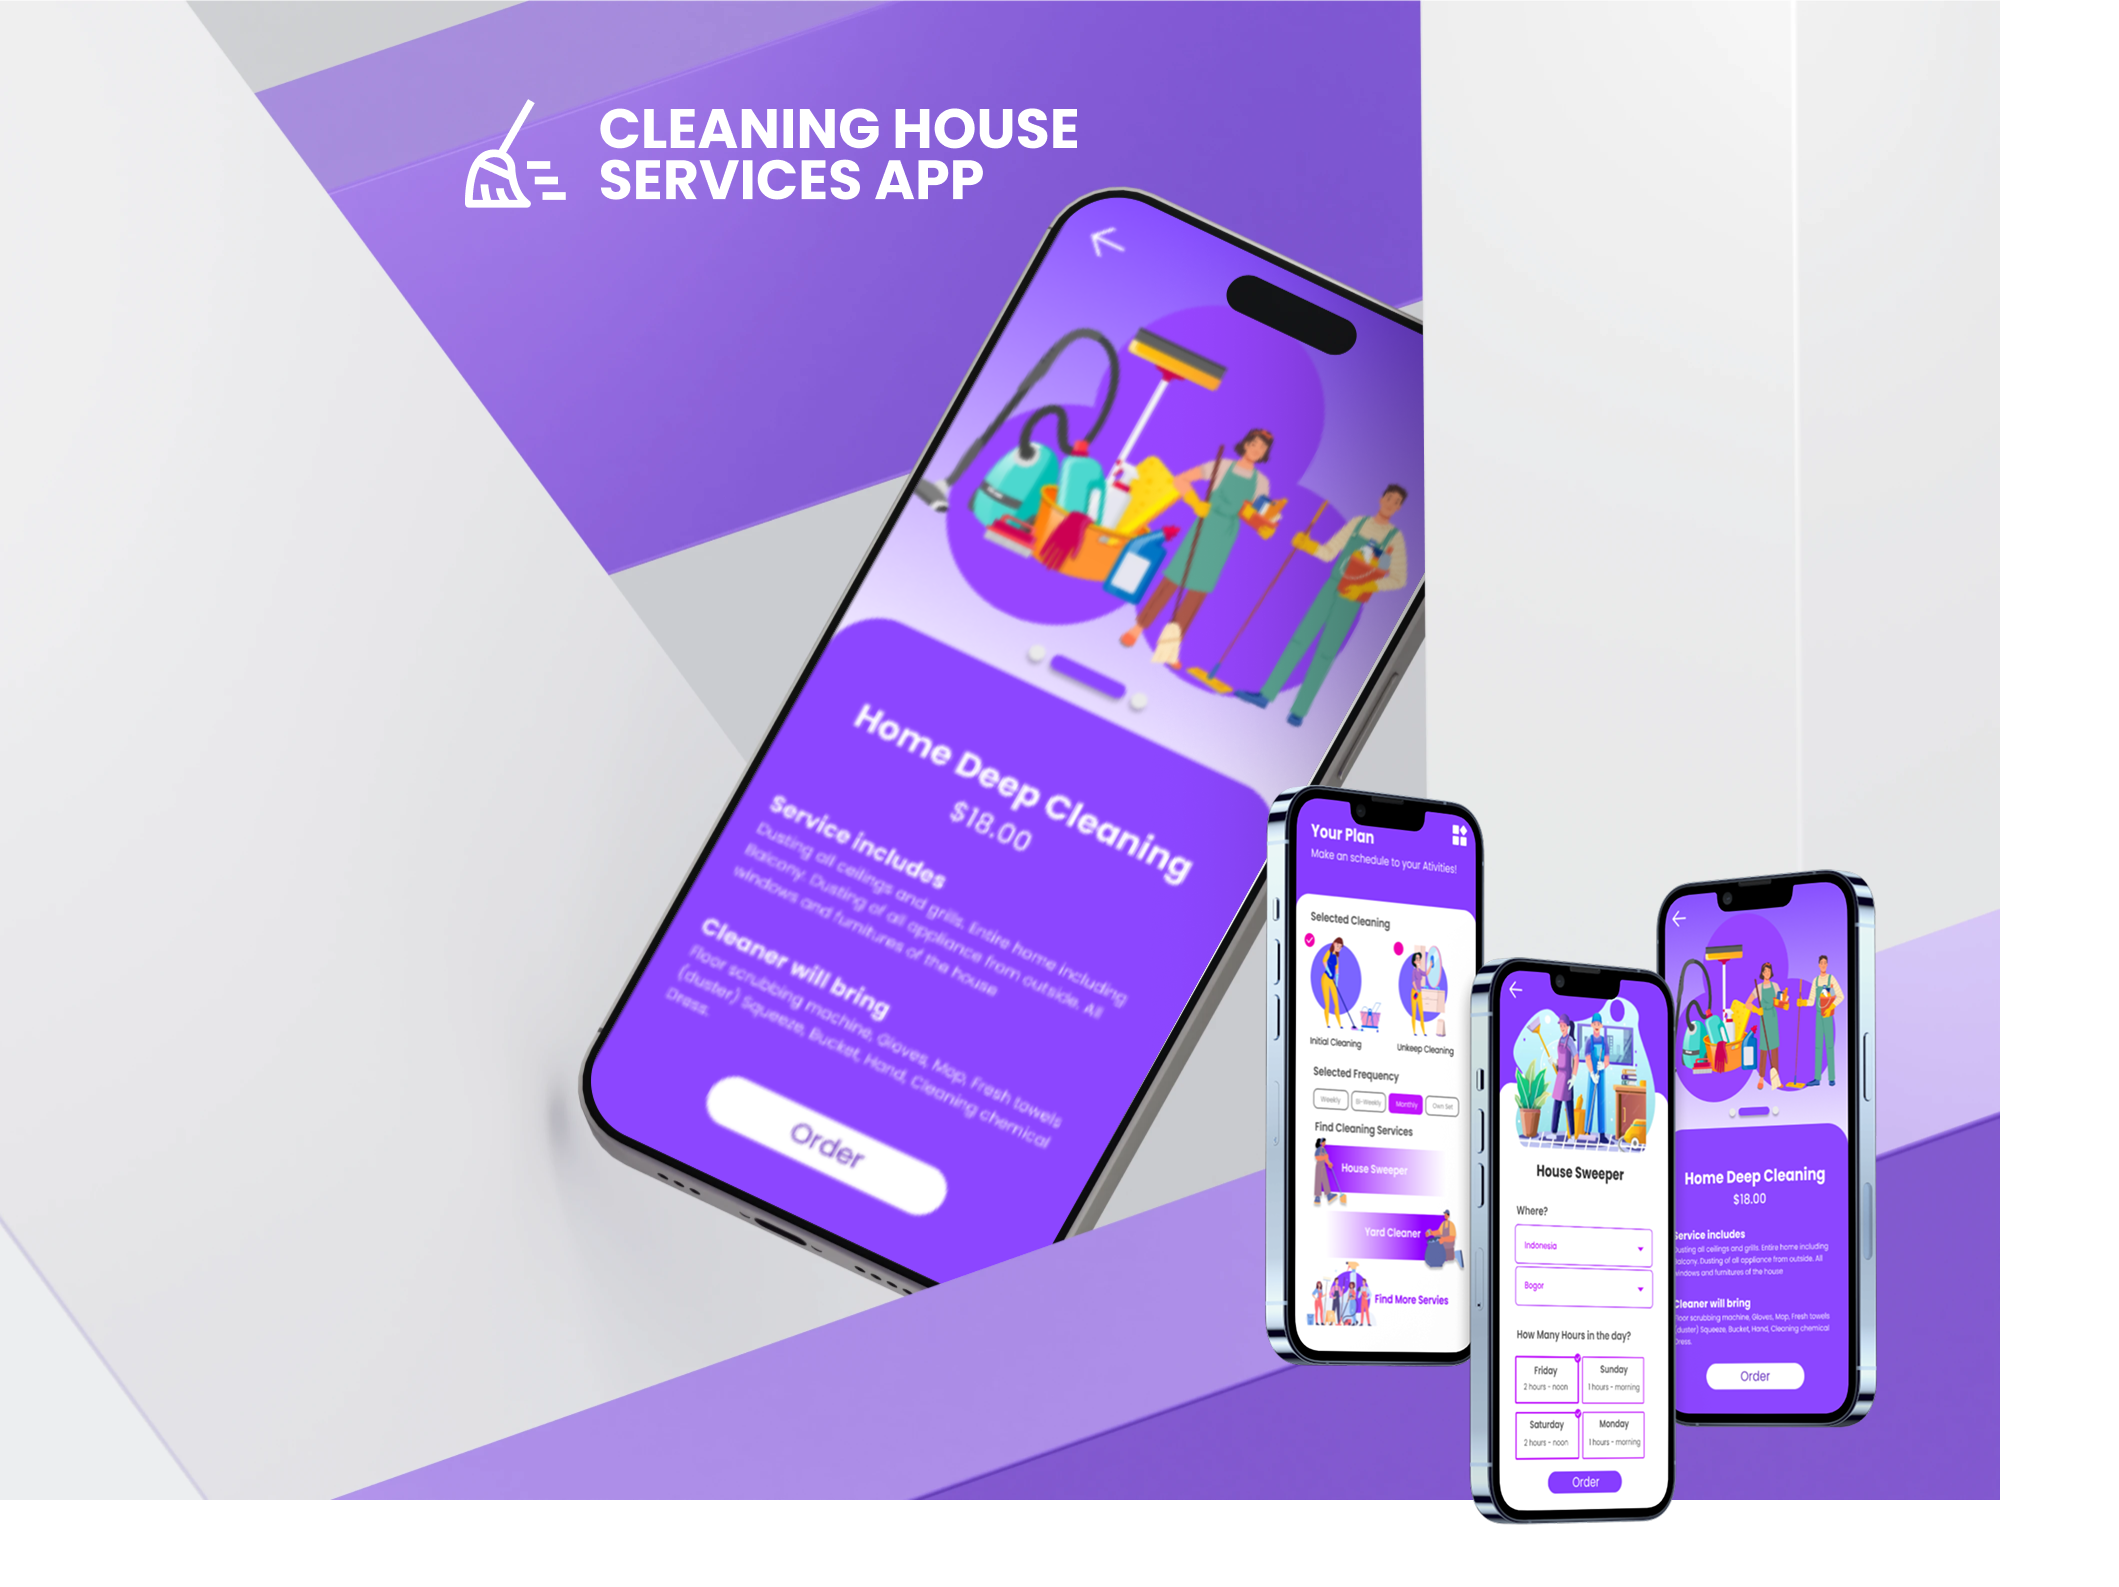 CLEANING HOUSE
SERVICES APP
Home Deep Cleaning
$18.00
Service includes
Dusting all ceilings and grills. Entire home including
Balcony. Dusting of all appliance from outside. All
windows and furnitures of the house
Cleaner will bring
Floor scrubbing machine, Gloves, Mop, Fresh towels
(duster) Squeeze, Bucket, Hand, Cleaning chemical
Dress.
Order
Your Plan
Make an schedule to your Ativities!
Selected Cleaning
Initial Cleaning
Unkeep Cleaning
Selected Frequency
Weekly
Bi-Weekly
Monthly
Own Set
Find Cleaning Services
House Sweeper
Yard Cleaner
Find More Servies
House Sweeper
Where?
Indonesia
Bogor
How Many Hours in the day?
Friday
2 hours - noon
Sunday
1 hours - morning
Saturday
2 hours - noon
Monday
1 hours - morning
Order
Home Deep Cleaning
$18.00
Service includes
Dusting all ceilings and grills. Entire home including
Balcony. Dusting of all appliance from outside. All
windows and furnitures of the house
Cleaner will bring
Floor scrubbing machine, Gloves, Mop, Fresh towels
(duster) Squeeze, Bucket, Hand, Cleaning chemical
Dress.
Order